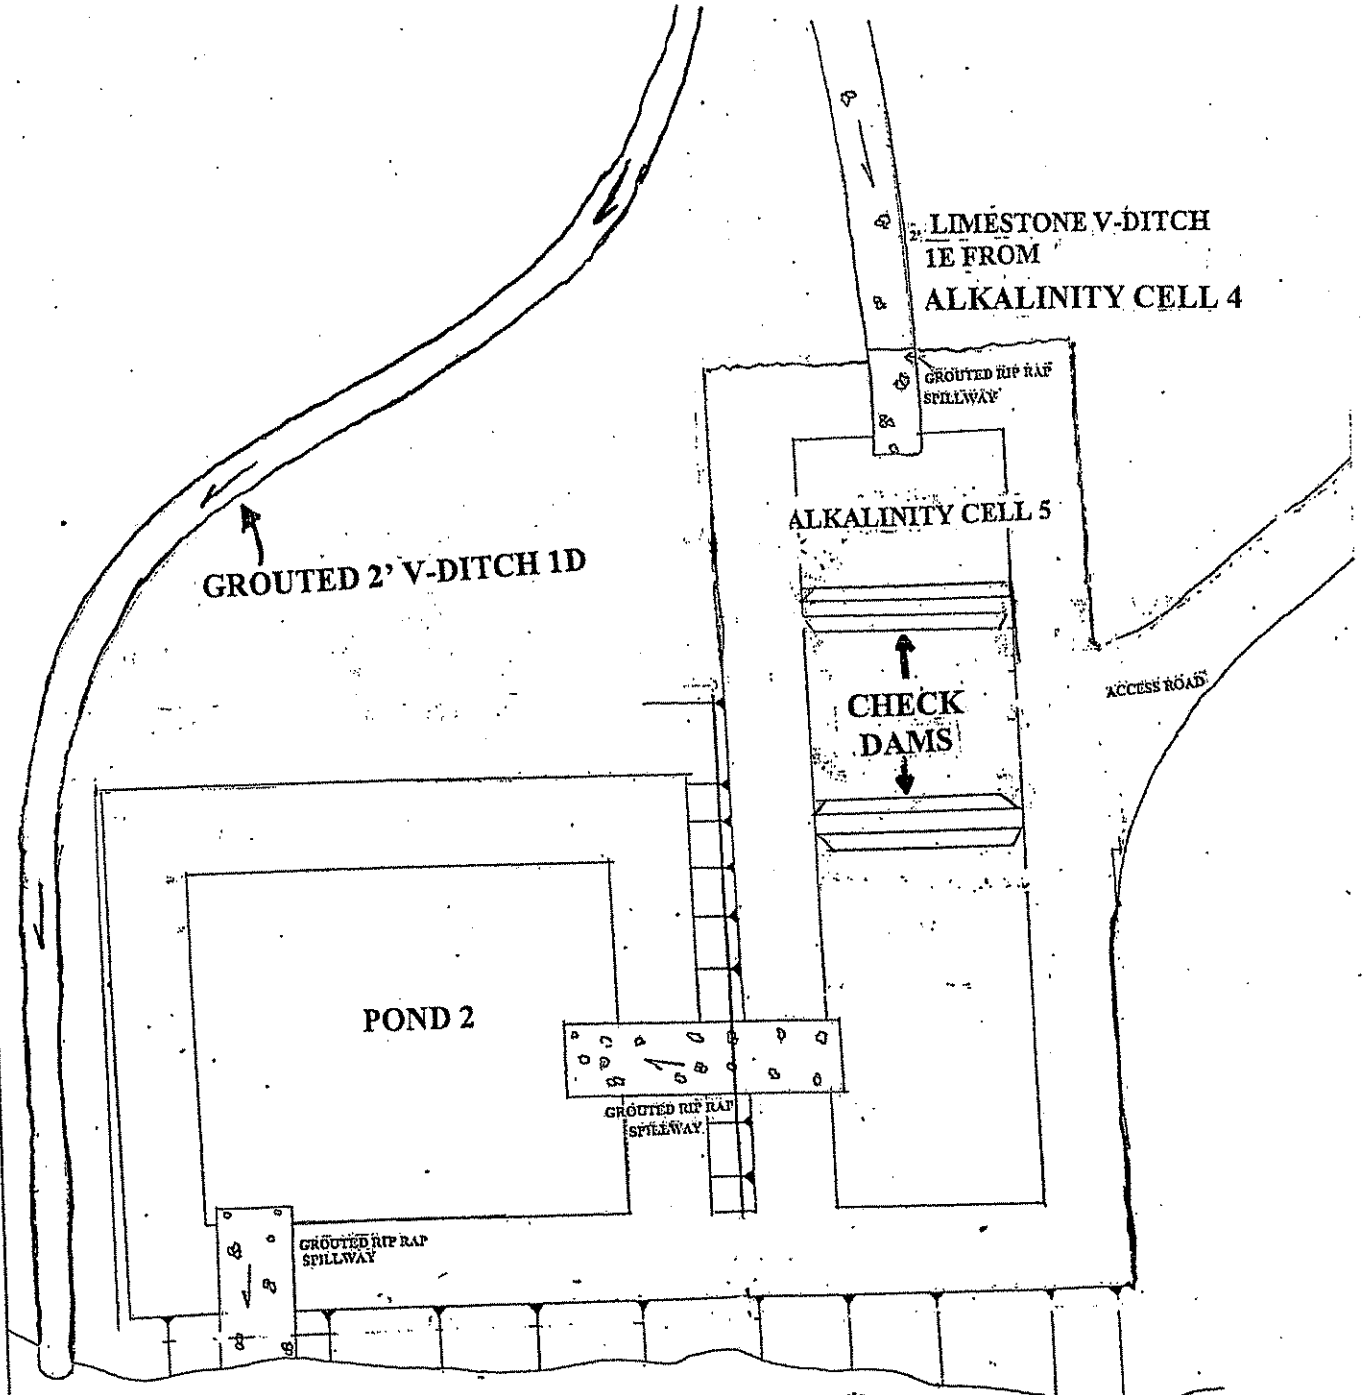 2' LIMESTONE V-DITCH
1E FROM
ALKALINITY CELL 4
GROUTED RIP RAP
SPILLWAY
ALKALINITY CELL 5
GROUTED 2’ V-DITCH 1D
CHECK
DAMS
ACCESS ROAD
POND 2
GROUTED RIP RAP
SPILLWAY
GROUTED RIP RAP
SPILLWAY